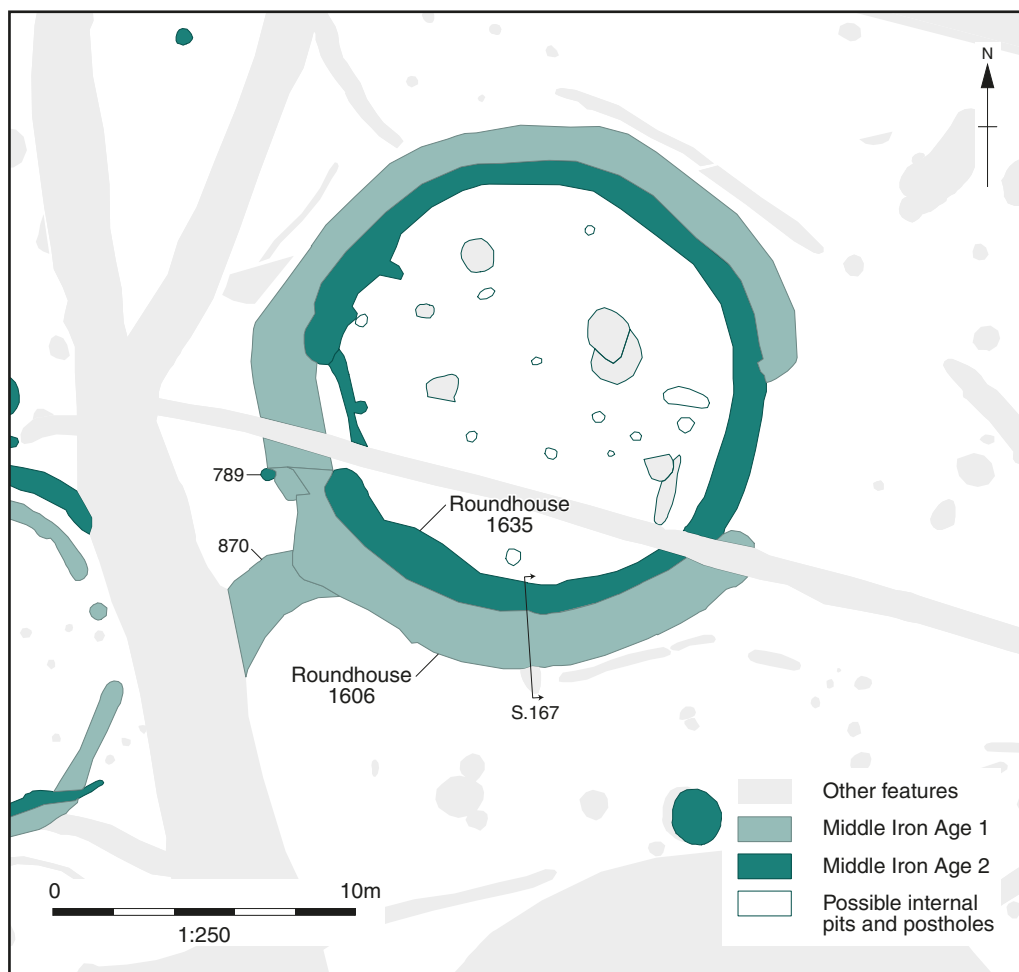 N
789
Roundhouse
1635
870
Roundhouse
1606
S.167
Other features
Middle Iron Age 1
Middle Iron Age 2
Possible internal
pits and postholes
0 10m
1:250